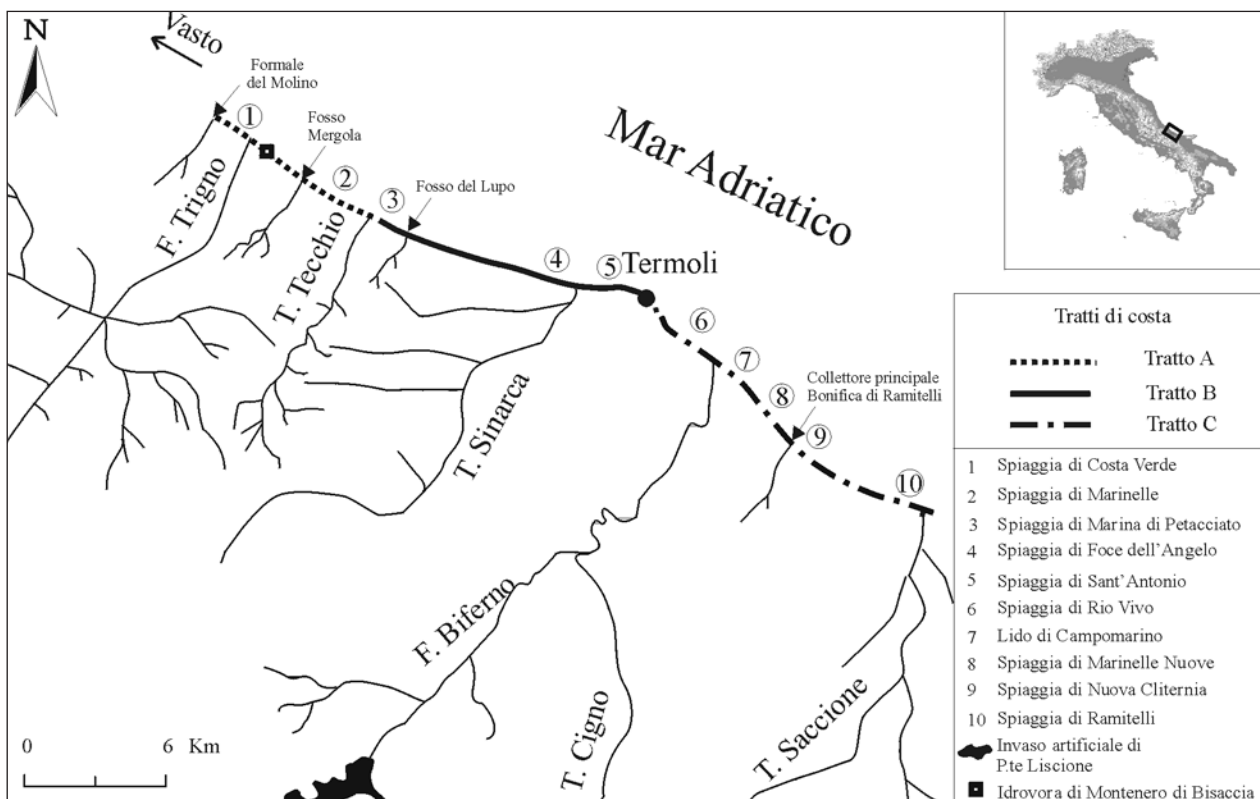 N
Vasto
Formale
del Molino
1
Fosso
Mergola
2
3
Fosso del Lupo
Mar Adriatico
F. Trigno
T. Tecchio
4
5
Termoli
6
7
8
Collettore principale
Bonifica di Ramitelli
9
10
T. Sinarca
F. Biferno
T. Cigno
T. Saccione
0 6 Km
Tratti di costa
Tratto A
Tratto B
Tratto C
1 Spiaggia di Costa Verde
2 Spiaggia di Marinelle
3 Spiaggia di Marina di Petacciato
4 Spiaggia di Foce dell'Angelo
5 Spiaggia di Sant'Antonio
6 Spiaggia di Rio Vivo
7 Lido di Campomarino
8 Spiaggia di Marinelle Nuove
9 Spiaggia di Nuova Cliternia
10 Spiaggia di Ramitelli
Invaso artificiale di
P.te Liscione
Idrovora di Montenero di Bisaccia